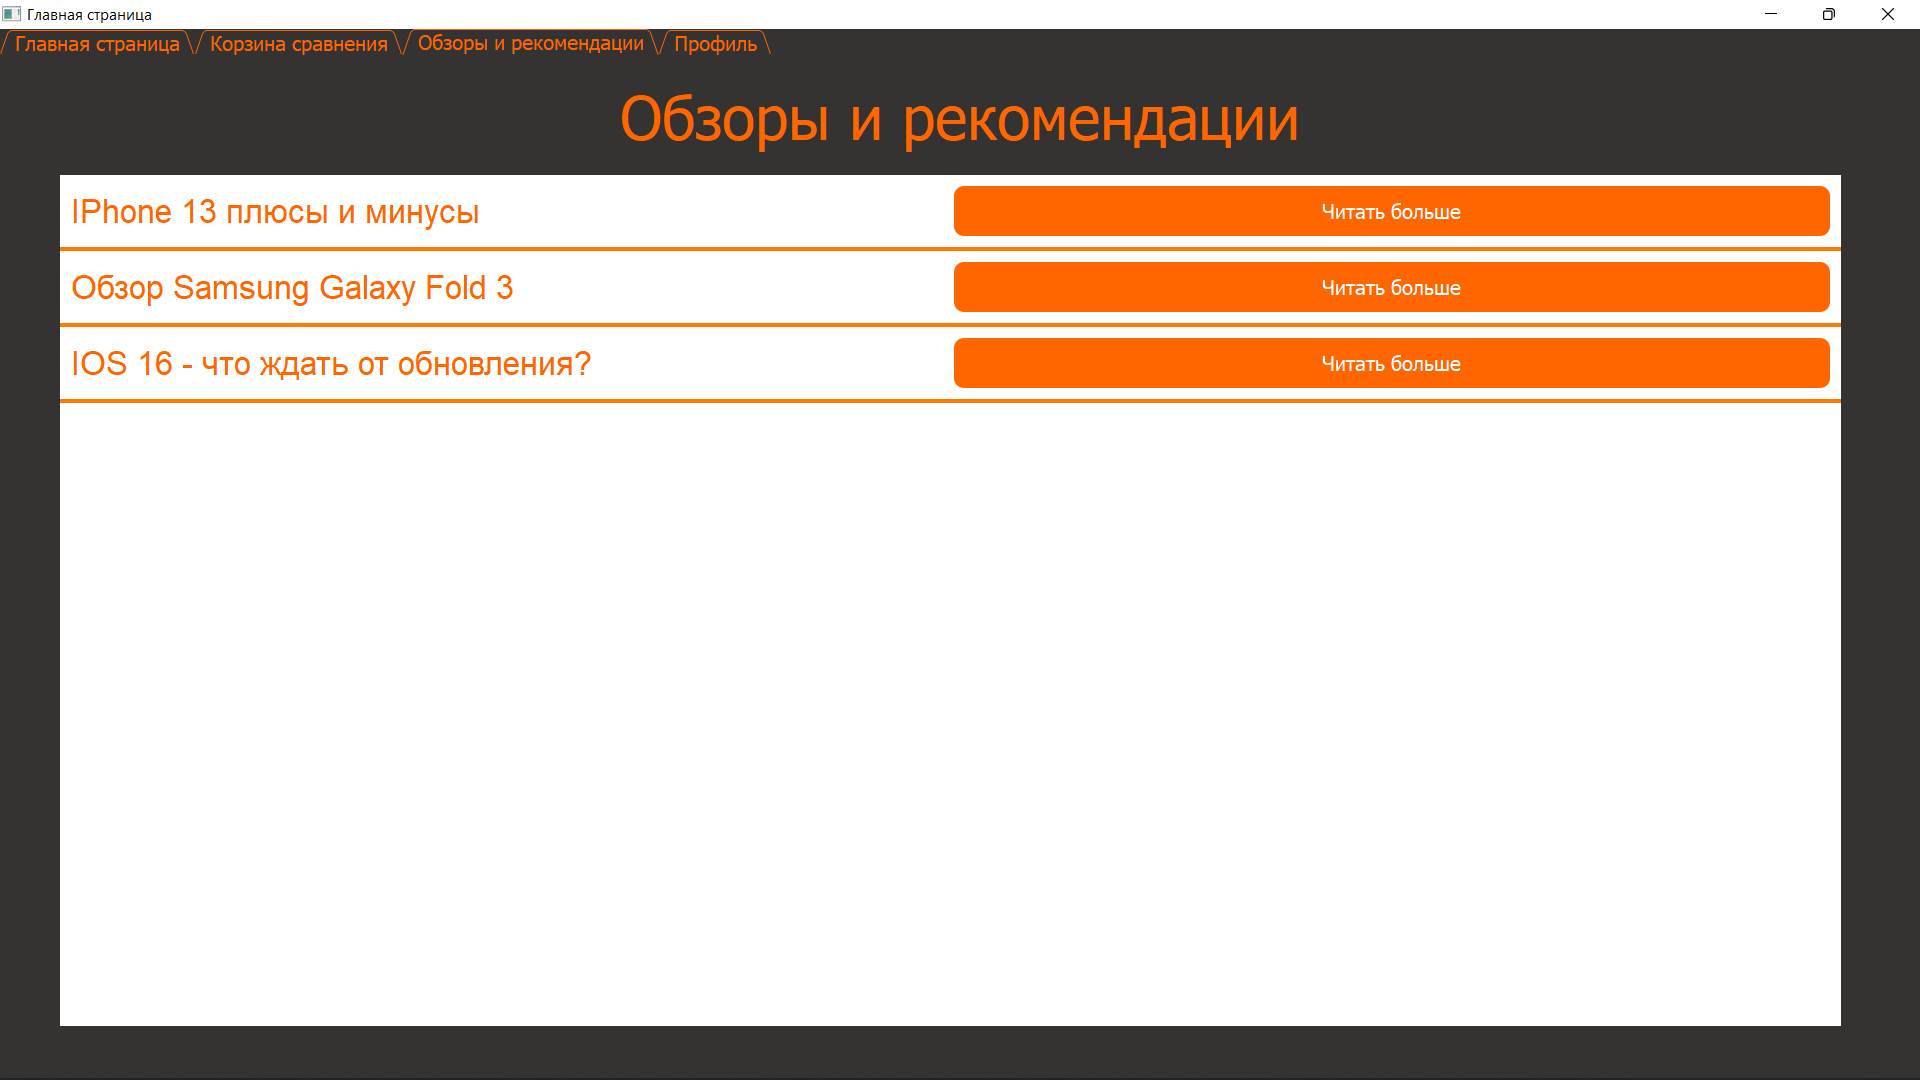 Главная страница
Главная страница Корзина сравнения Обзоры и рекомендации Профиль
Обзоры и рекомендации
IPhone 13 плюсы и минусы Читать больше
Обзор Samsung Galaxy Fold 3 Читать больше
IOS 16 - что ждать от обновления? Читать больше